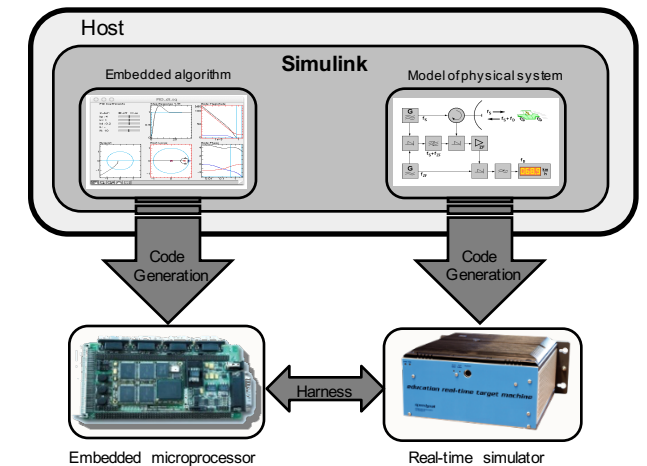 Host
Simulink
Embedded algorithm
Model of physical system
G
G
Code
Generation
Code
Generation
education real-time target machine
Harness
Embedded microprocessor
Real-time simulator